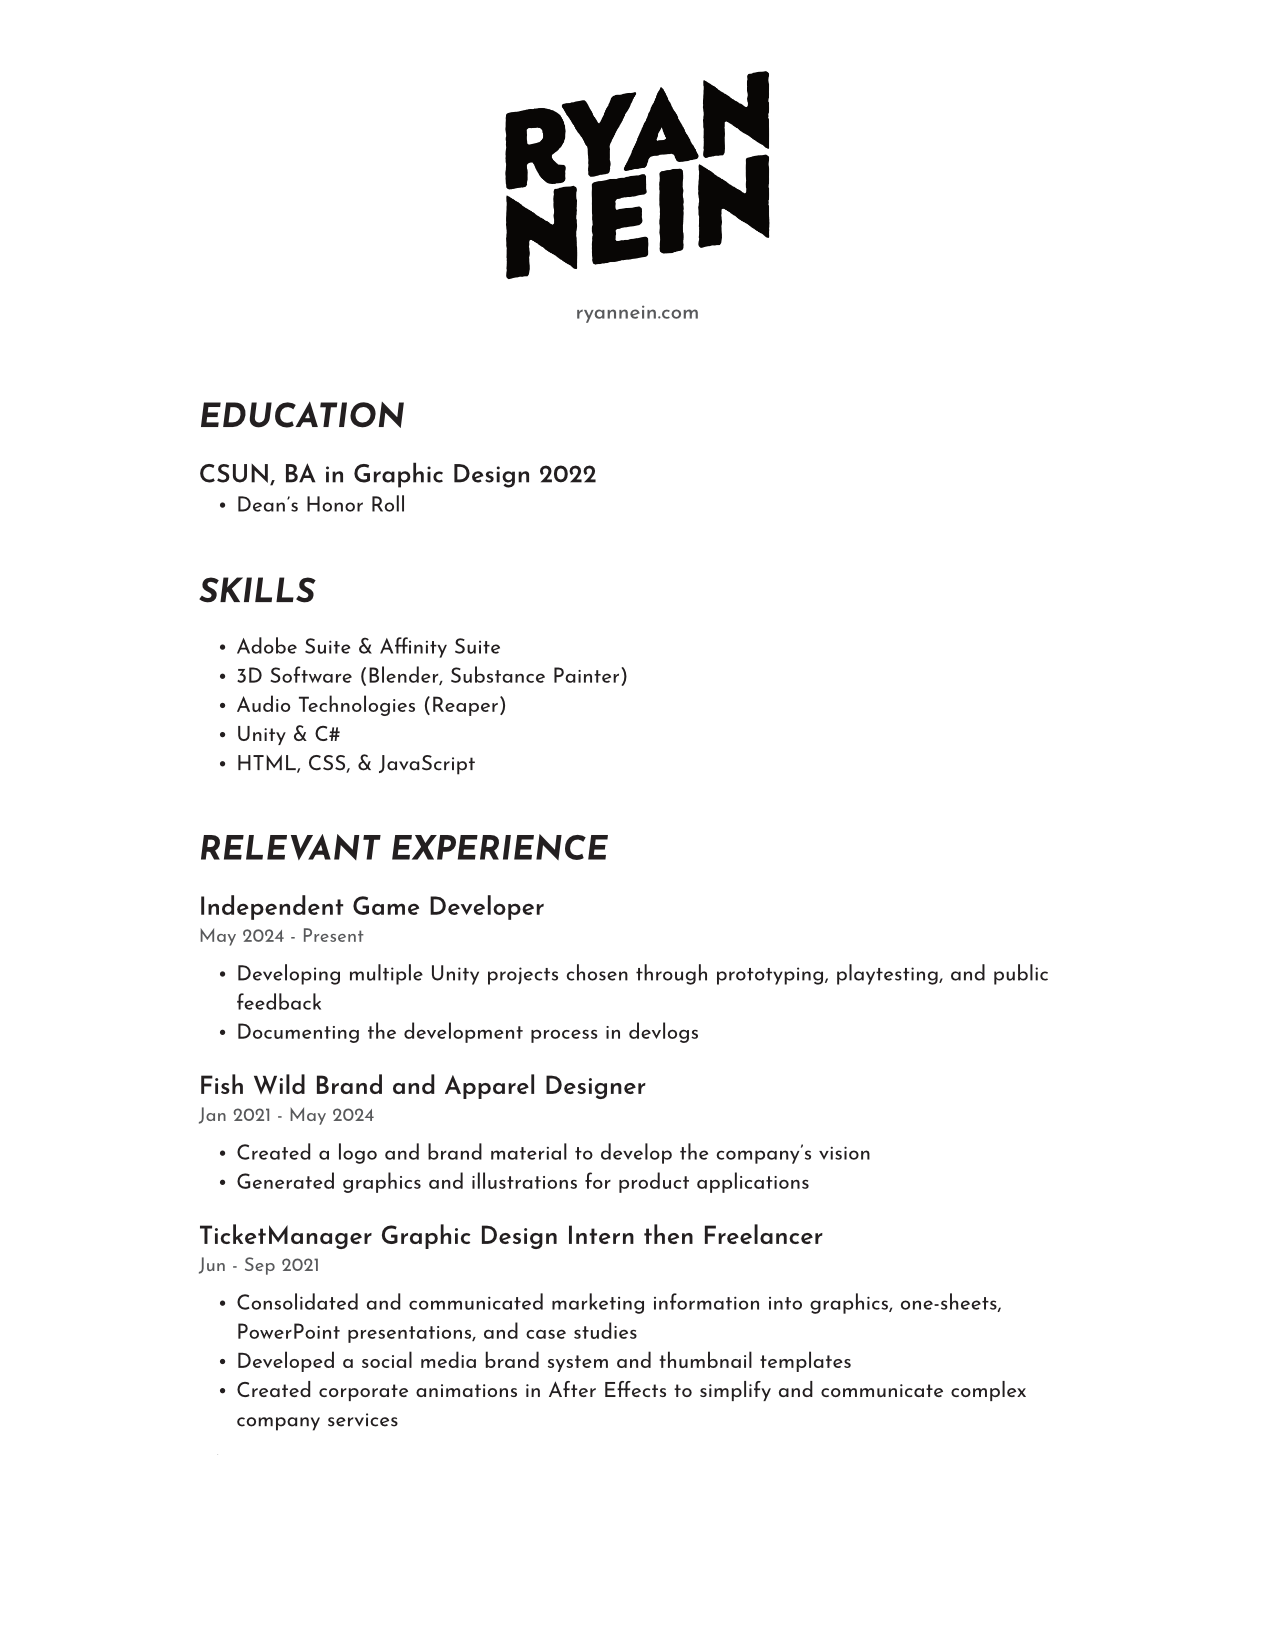 RYAN
NEIN
ryannein.com
EDUCATION
CSUN, BA in Graphic Design 2022
• Dean's Honor Roll
SKILLS
• Adobe Suite & Affinity Suite
• 3D Software (Blender, Substance Painter)
• Audio Technologies (Reaper)
• Unity & C#
• HTML, CSS, & JavaScript
RELEVANT EXPERIENCE
Independent Game Developer
May 2024 - Present
• Developing multiple Unity projects chosen through prototyping, playtesting, and public
feedback
• Documenting the development process in devlogs
Fish Wild Brand and Apparel Designer
Jan 2021 - May 2024
• Created a logo and brand material to develop the company's vision
• Generated graphics and illustrations for product applications
TicketManager Graphic Design Intern then Freelancer
Jun - Sep 2021
• Consolidated and communicated marketing information into graphics, one-sheets,
PowerPoint presentations, and case studies
• Developed a social media brand system and thumbnail templates
• Created corporate animations in After Effects to simplify and communicate complex
company services